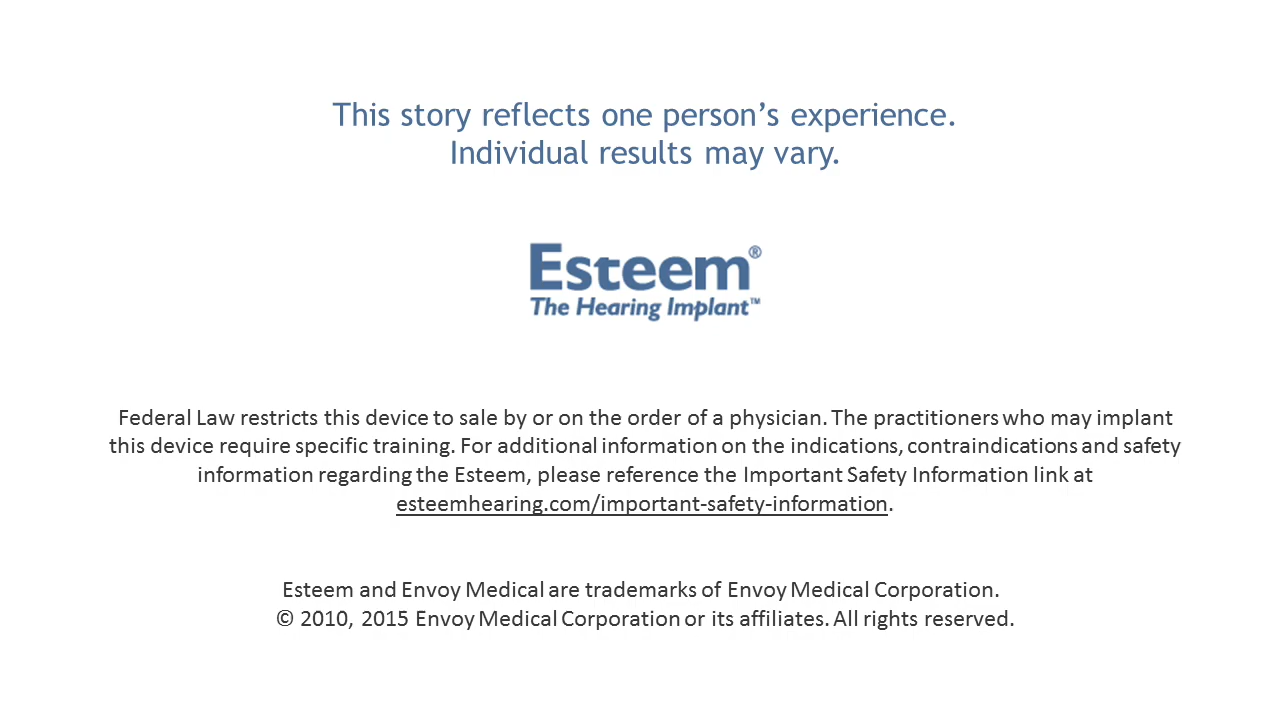 This story reflects one person’s experience.
Individual results may vary.
Esteem®
The Hearing Implant™
Federal Law restricts this device to sale by or on the order of a physician. The practitioners who may implant
this device require specific training. For additional information on the indications, contraindications and safety
information regarding the Esteem, please reference the Important Safety Information link at
esteemhearing.com/important-safety-information.
Esteem and Envoy Medical are trademarks of Envoy Medical Corporation.
© 2010, 2015 Envoy Medical Corporation or its affiliates. All rights reserved.